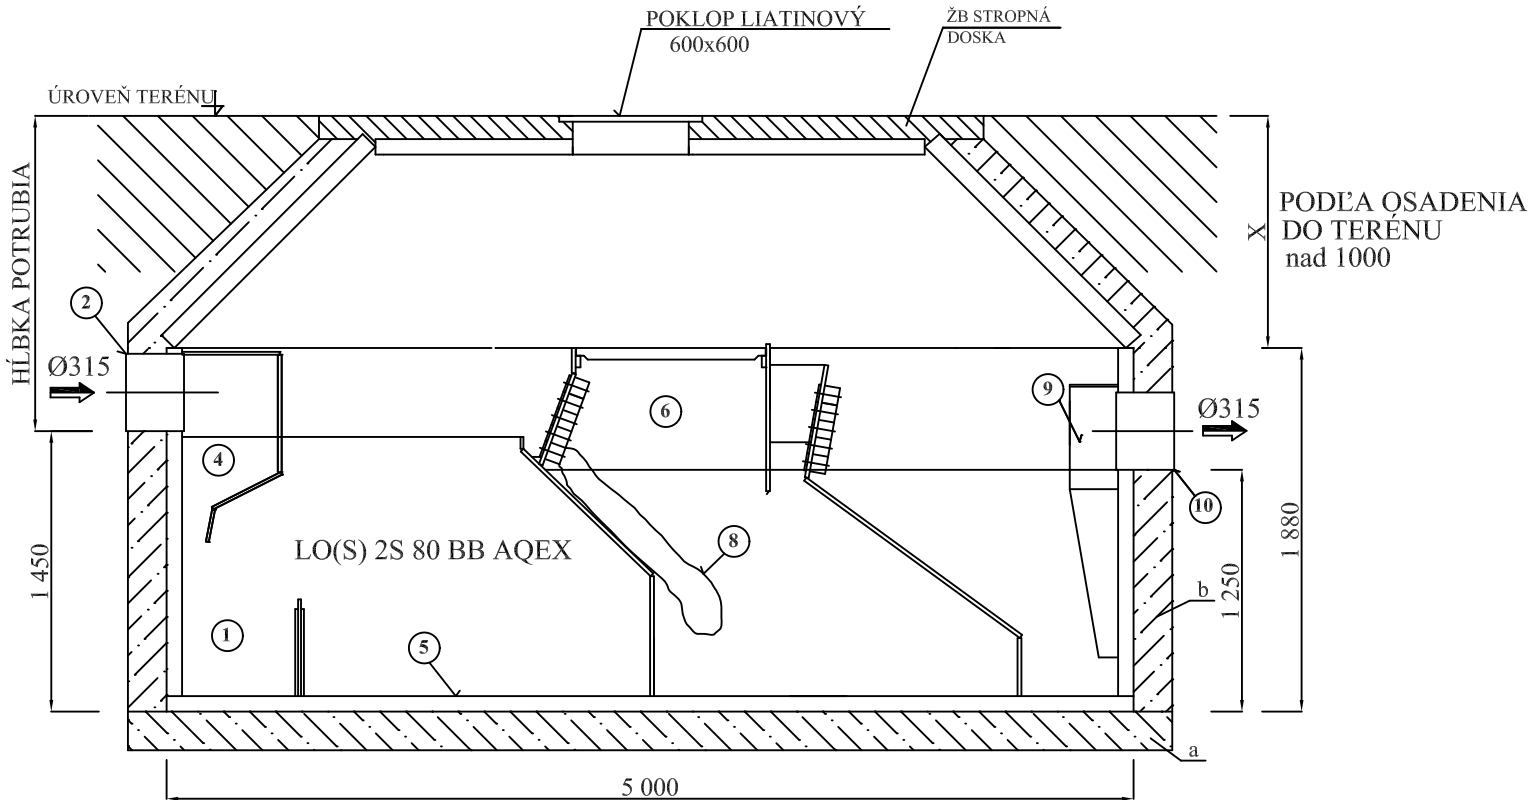 POKLOP LIATINOVÝ
600x600
ŽB STROPNÁ
DOSKA
ÚROVEŇ TERÉNU
HĹBKA POTRUBIA
X
PODĽA OSADENIA
DO TERÉNU
nad 1000
2
Ø315
6
9
Ø315
4
10
LO(S) 2S 80 BB AQEX
8
1 450
1 880
1 250
b
1
5
a
5 000